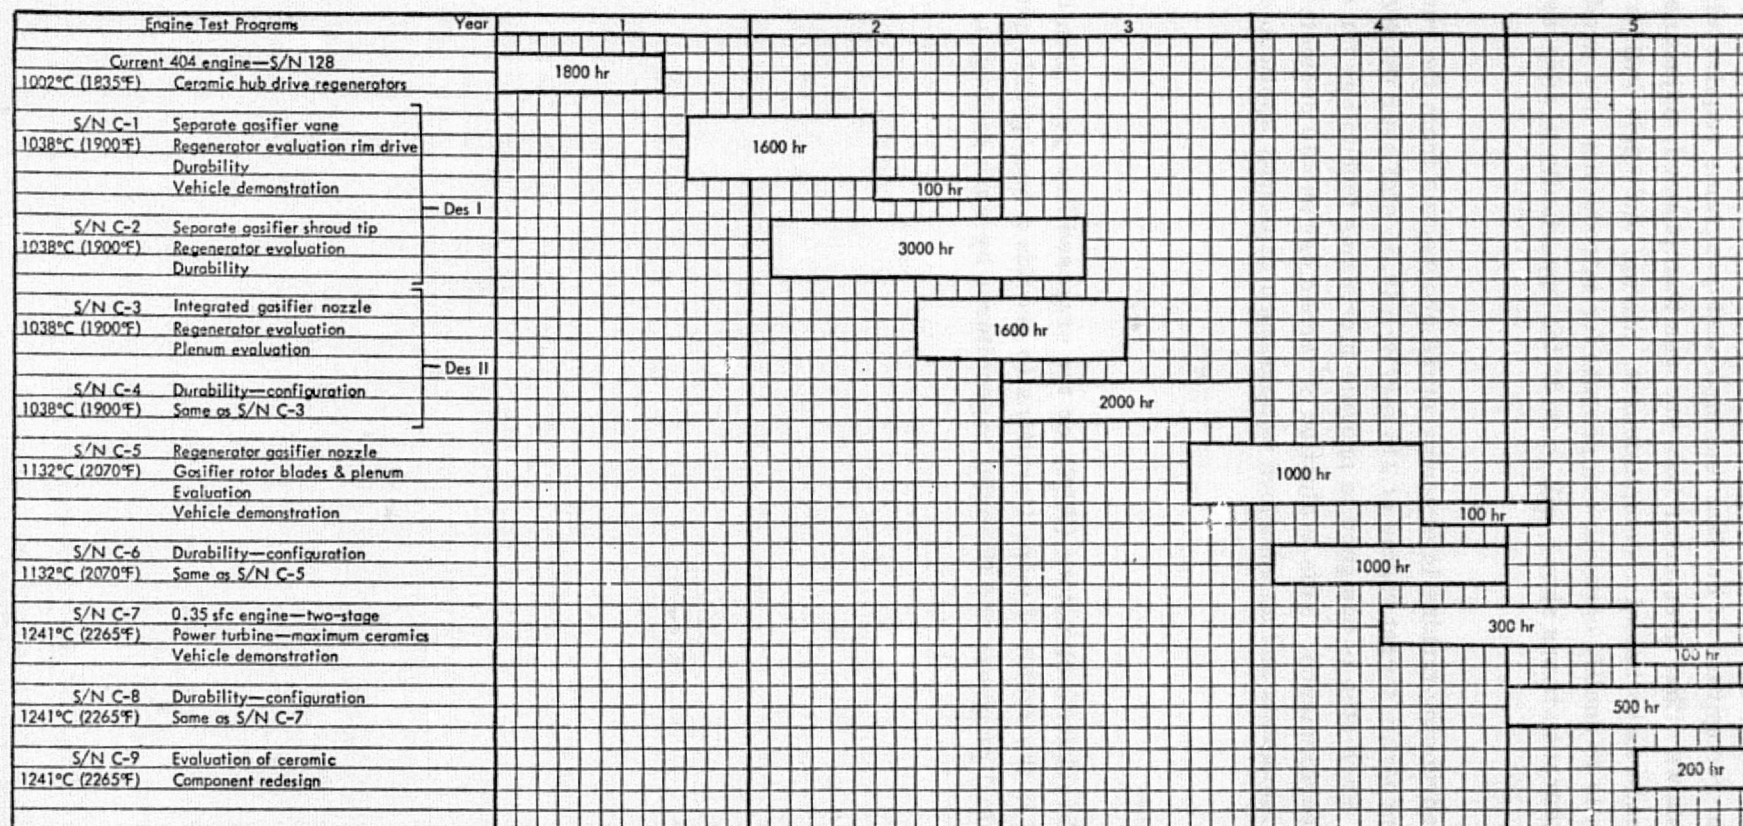 Engine Test Programs Year 1 2 3 4 5
Current 404 engine—S/N 128
1800 hr
1002°C (1835°F) Ceramic hub drive regenerators
S/N C-1 Separate gasifier vane
1038°C (1900°F) Regenerator evaluation rim drive
1600 hr
Durability
Vehicle demonstration
100 hr
Des I
S/N C-2 Separate gasifier shroud tip
1038°C (1900°F) Regenerator evaluation
3000 hr
Durability
S/N C-3 Integrated gasifier nozzle
1038°C (1900°F) Regenerator evaluation
1600 hr
Plenum evaluation
Des II
S/N C-4 Durability—configuration
1038°C (1900°F) Same as S/N C-3
2000 hr
S/N C-5 Regenerator gasifier nozzle
1132°C (2070°F) Gasifier rotor blades & plenum
1000 hr
Evaluation
Vehicle demonstration
100 hr
S/N C-6 Durability—configuration
1132°C (2070°F) Same as S/N C-5
1000 hr
S/N C-7 0.35 sfc engine—two-stage
1241°C (2265°F) Power turbine—maximum ceramics
300 hr
Vehicle demonstration
100 hr
S/N C-8 Durability—configuration
1241°C (2265°F) Same as S/N C-7
500 hr
S/N C-9 Evaluation of ceramic
1241°C (2265°F) Component redesign
200 hr